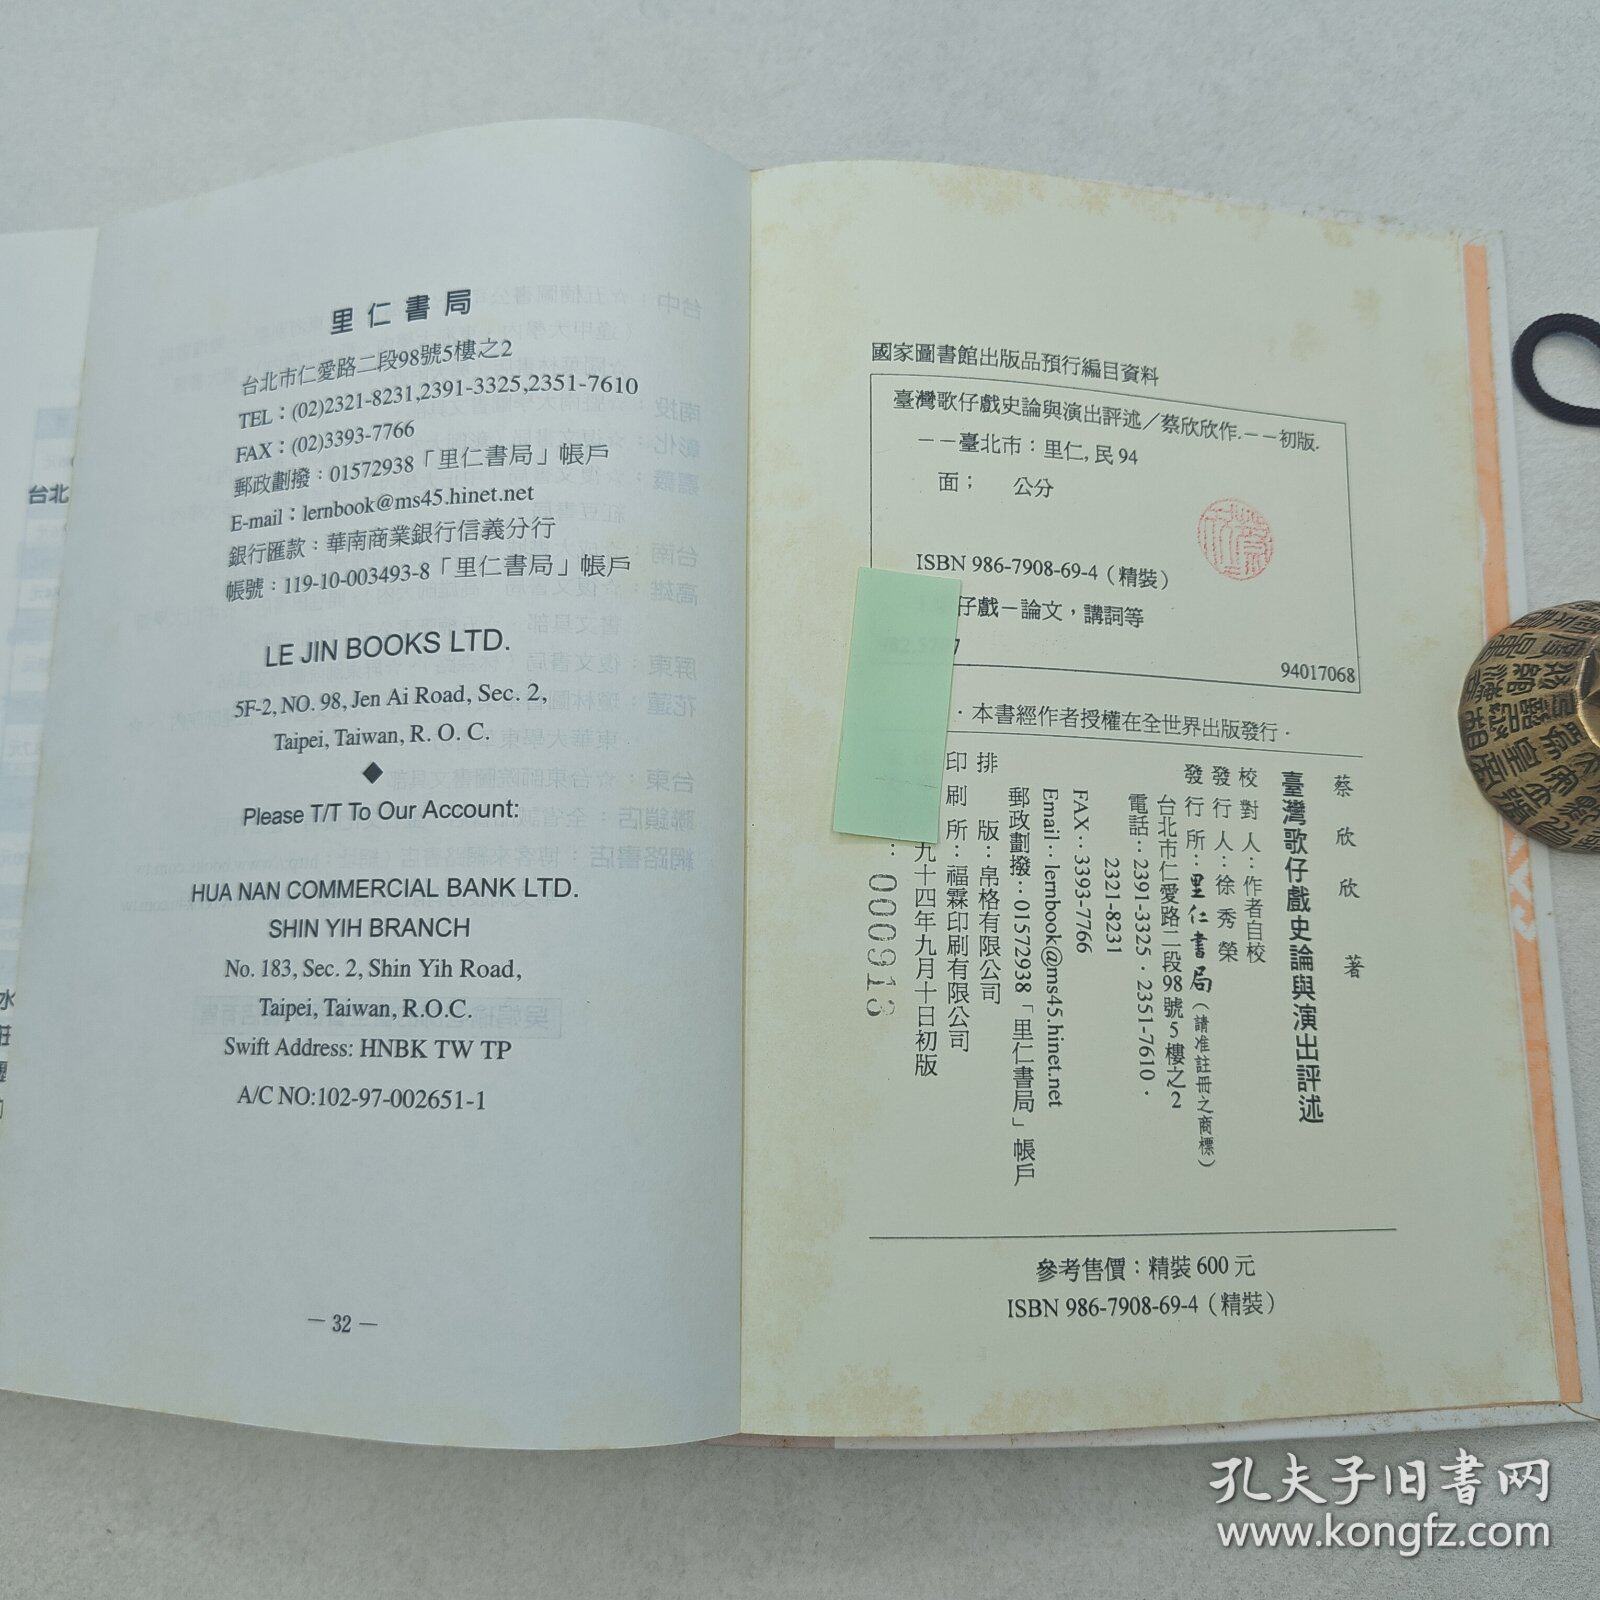 里仁書局
台北市仁愛路二段98號5樓之2
TEL：(02)2321-8231,2391-3325,2351-7610
FAX：(02)3393-7766
郵政劃撥：01572938「里仁書局」帳戶
E-mail：lernbook@ms45.hinet.net
銀行匯款：華南商業銀行信義分行
帳號：119-10-003493-8「里仁書局」帳戶
LE JIN BOOKS LTD.
5F-2, NO. 98, Jen Ai Road, Sec. 2,
Taipei, Taiwan, R. O. C.
◆
Please T/T To Our Account:
HUA NAN COMMERCIAL BANK LTD.
SHIN YIH BRANCH
No. 183, Sec. 2, Shin Yih Road,
Taipei, Taiwan, R.O.C.
Swift Address: HNBK TW TP
A/C NO:102-97-002651-1
— 32 —
台北
國家圖書館出版品預行編目資料
臺灣歌仔戲史論與演出評述／蔡欣欣作.－－初版.
－－臺北市：里仁,民94
面； 公分
ISBN 986-7908-69-4（精裝）
仔戲－論文，講詞等
94017068
．本書經作者授權在全世界出版發行．
蔡欣欣 著
臺灣歌仔戲史論與演出評述
校對人：作者自校
發行人：徐秀榮
發行所：里仁書局（請准註冊之商標）
台北市仁愛路二段98號5樓之2
電話：2391-3325．2351-7610．
2321-8231
FAX：3393-7766
Email：lernbook@ms45.hinet.net
郵政劃撥：01572938「里仁書局」帳戶
排版：帛格有限公司
印刷所：福霖印刷有限公司
九十四年九月十日初版
：000913
參考售價：精裝600元
ISBN 986-7908-69-4（精裝）
孔夫子旧书网
www.kongfz.com